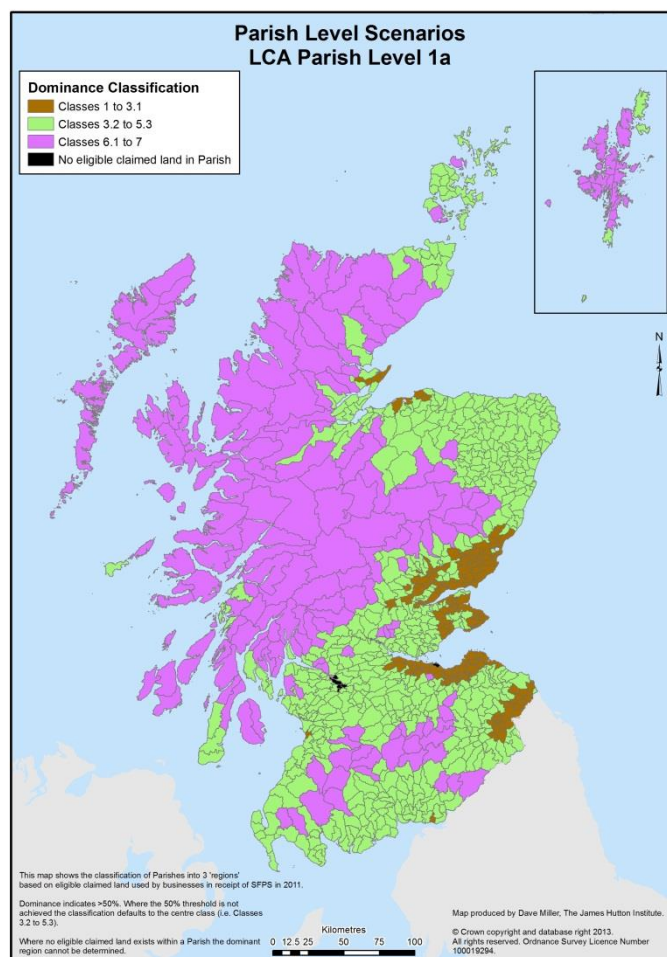 Parish Level Scenarios
LCA Parish Level 1a
Dominance Classification
Classes 1 to 3.1
Classes 3.2 to 5.3
Classes 6.1 to 7
No eligible claimed land in Parish
N
This map shows the classification of Parishes into 3 'regions'
based on eligible claimed land used by businesses in receipt of SFPS in 2011.
Dominance indicates >50%. Where the 50% threshold is not
achieved the classification defaults to the centre class (i.e. Classes
3.2 to 5.3).
Where no eligible claimed land exists within a Parish the dominant
region cannot be determined.
Kilometres
0 12.5 25 50 75 100
Map produced by Dave Miller, The James Hutton Institute.
© Crown copyright and database right 2013.
All rights reserved. Ordnance Survey Licence Number
100019294.